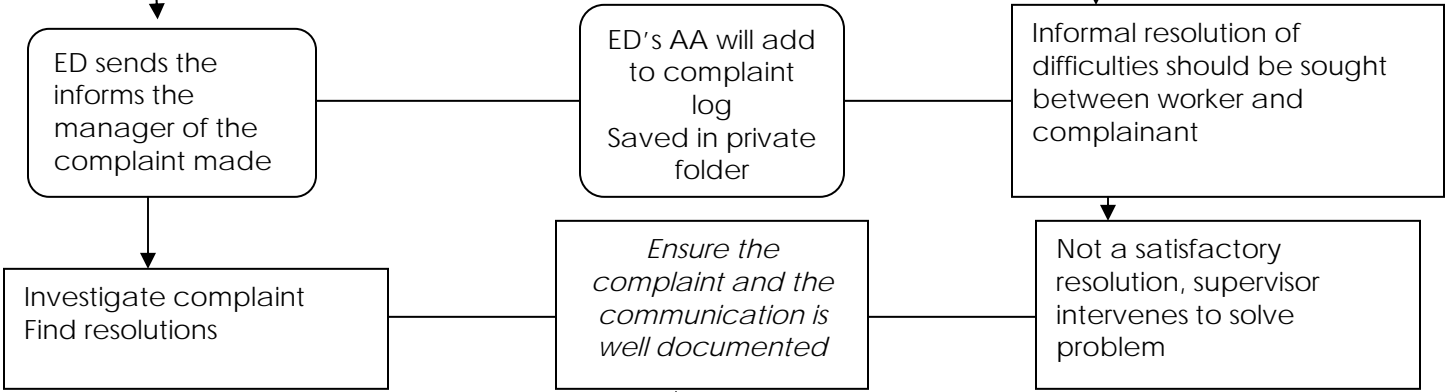 ED sends the
informs the
manager of the
complaint made
ED's AA will add
to complaint
log
Saved in private
folder
Informal resolution of
difficulties should be sought
between worker and
complainant
Investigate complaint
Find resolutions
Ensure the
complaint and the
communication is
well documented
Not a satisfactory
resolution, supervisor
intervenes to solve
problem